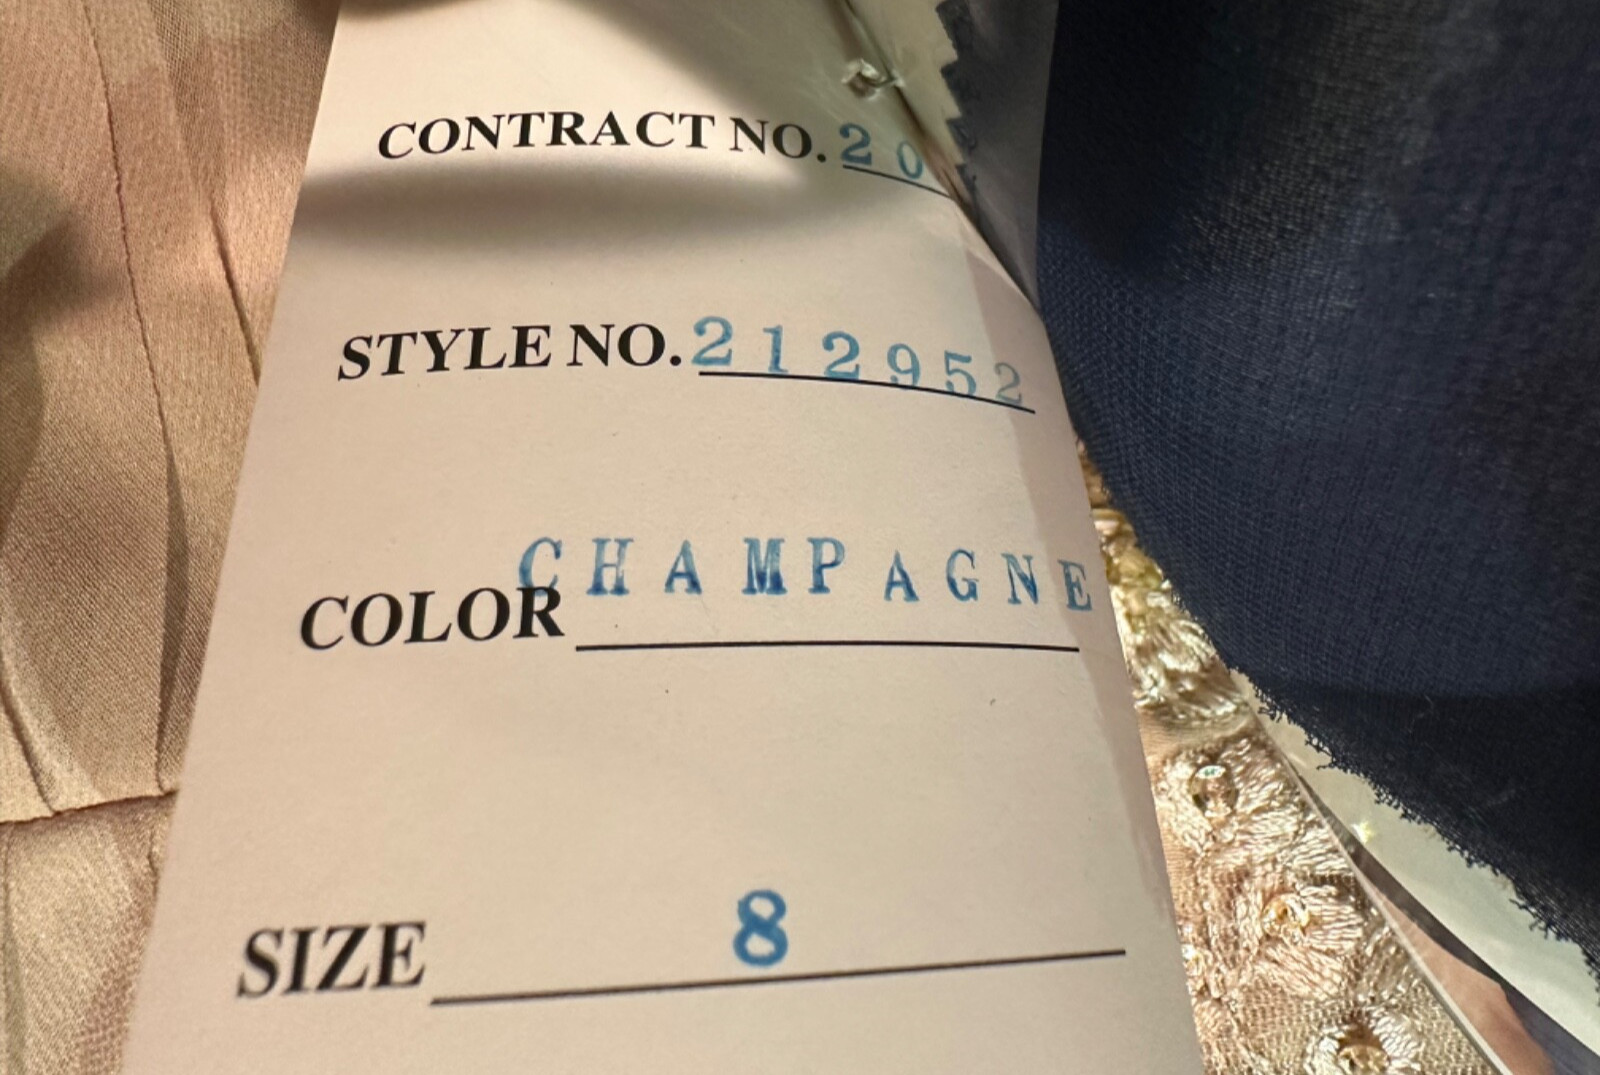 CONTRACT NO. 20
STYLE NO. 212952
COLOR CHAMPAGNE
SIZE 8